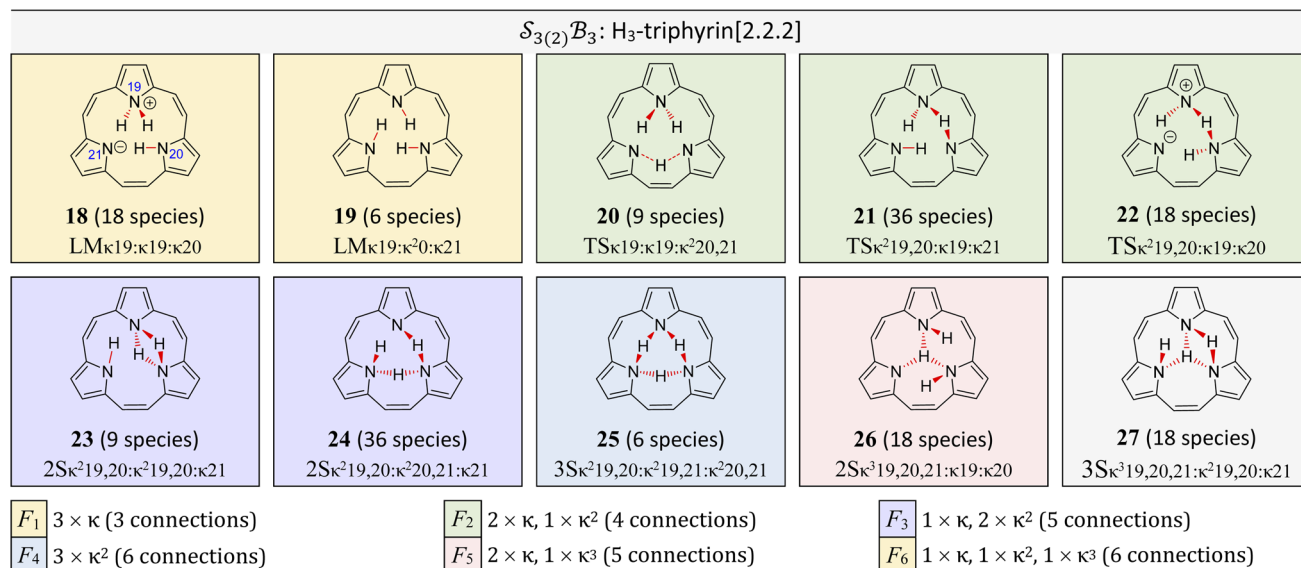 𝒮₃₍₂₎ℬ₃: H₃-triphyrin[2.2.2]
19 N ⊕ H H 21 N ⊖ H N 20
N H H N H N
N H H N H N
N H H N H N
⊕ N H H N ⊖ H N
18 (18 species)
19 (6 species)
20 (9 species)
21 (36 species)
22 (18 species)
LMκ19:κ19:κ20
LMκ19:κ²0:κ21
TSκ19:κ19:κ²20,21
TSκ²19,20:κ19:κ21
TSκ²19,20:κ19:κ20
N H H H N N
N H H N H N
N H H N H N
N H H N H N
N H H H N N
23 (9 species)
24 (36 species)
25 (6 species)
26 (18 species)
27 (18 species)
2Sκ²19,20:κ²19,20:κ21
2Sκ²19,20:κ²20,21:κ21
3Sκ²19,20:κ²19,21:κ²20,21
2Sκ³19,20,21:κ19:κ20
3Sκ³19,20,21:κ²19,20:κ21
F₁ 3 × κ (3 connections)
F₂ 2 × κ, 1 × κ² (4 connections)
F₃ 1 × κ, 2 × κ² (5 connections)
F₄ 3 × κ² (6 connections)
F₅ 2 × κ, 1 × κ³ (5 connections)
F₆ 1 × κ, 1 × κ², 1 × κ³ (6 connections)